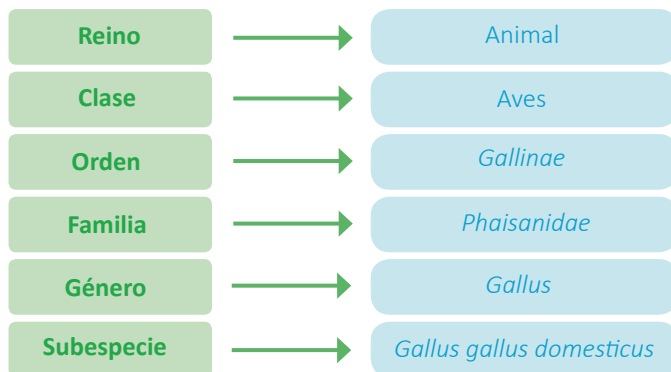 Reino Animal
Clase Aves
Orden Gallinae
Familia Phaisanidae
Género Gallus
Subespecie Gallus gallus domesticus